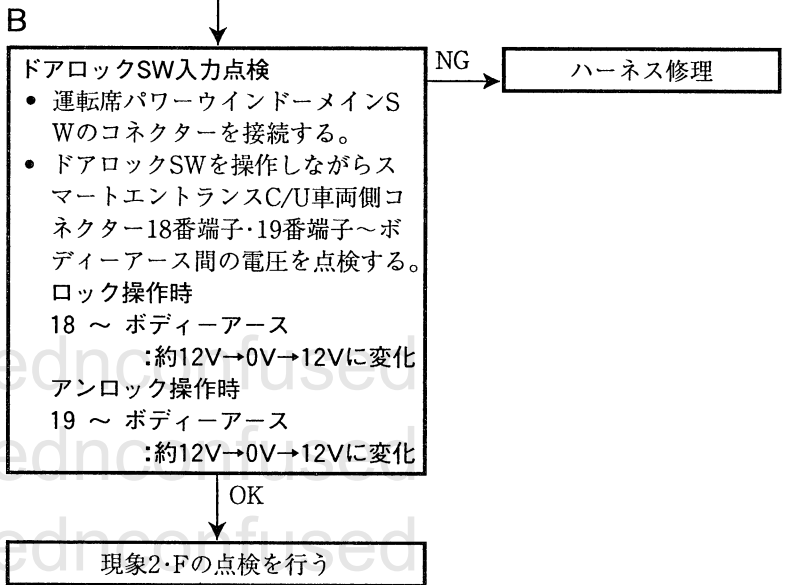 B
ドアロックSW入力点検
NG
ハーネス修理
• 運転席パワーウインドーメインS
Wのコネクターを接続する。
• ドアロックSWを操作しながらス
マートエントランスC/U車両側コ
ネクター18番端子･19番端子～ボ
ディーアース間の電圧を点検する。
ロック操作時
18 ～ ボディーアース
:約12V→0V→12Vに変化
アンロック操作時
19 ～ ボディーアース
:約12V→0V→12Vに変化
OK
現象2･Fの点検を行う
ednconfused
ednconfused
ednconfused